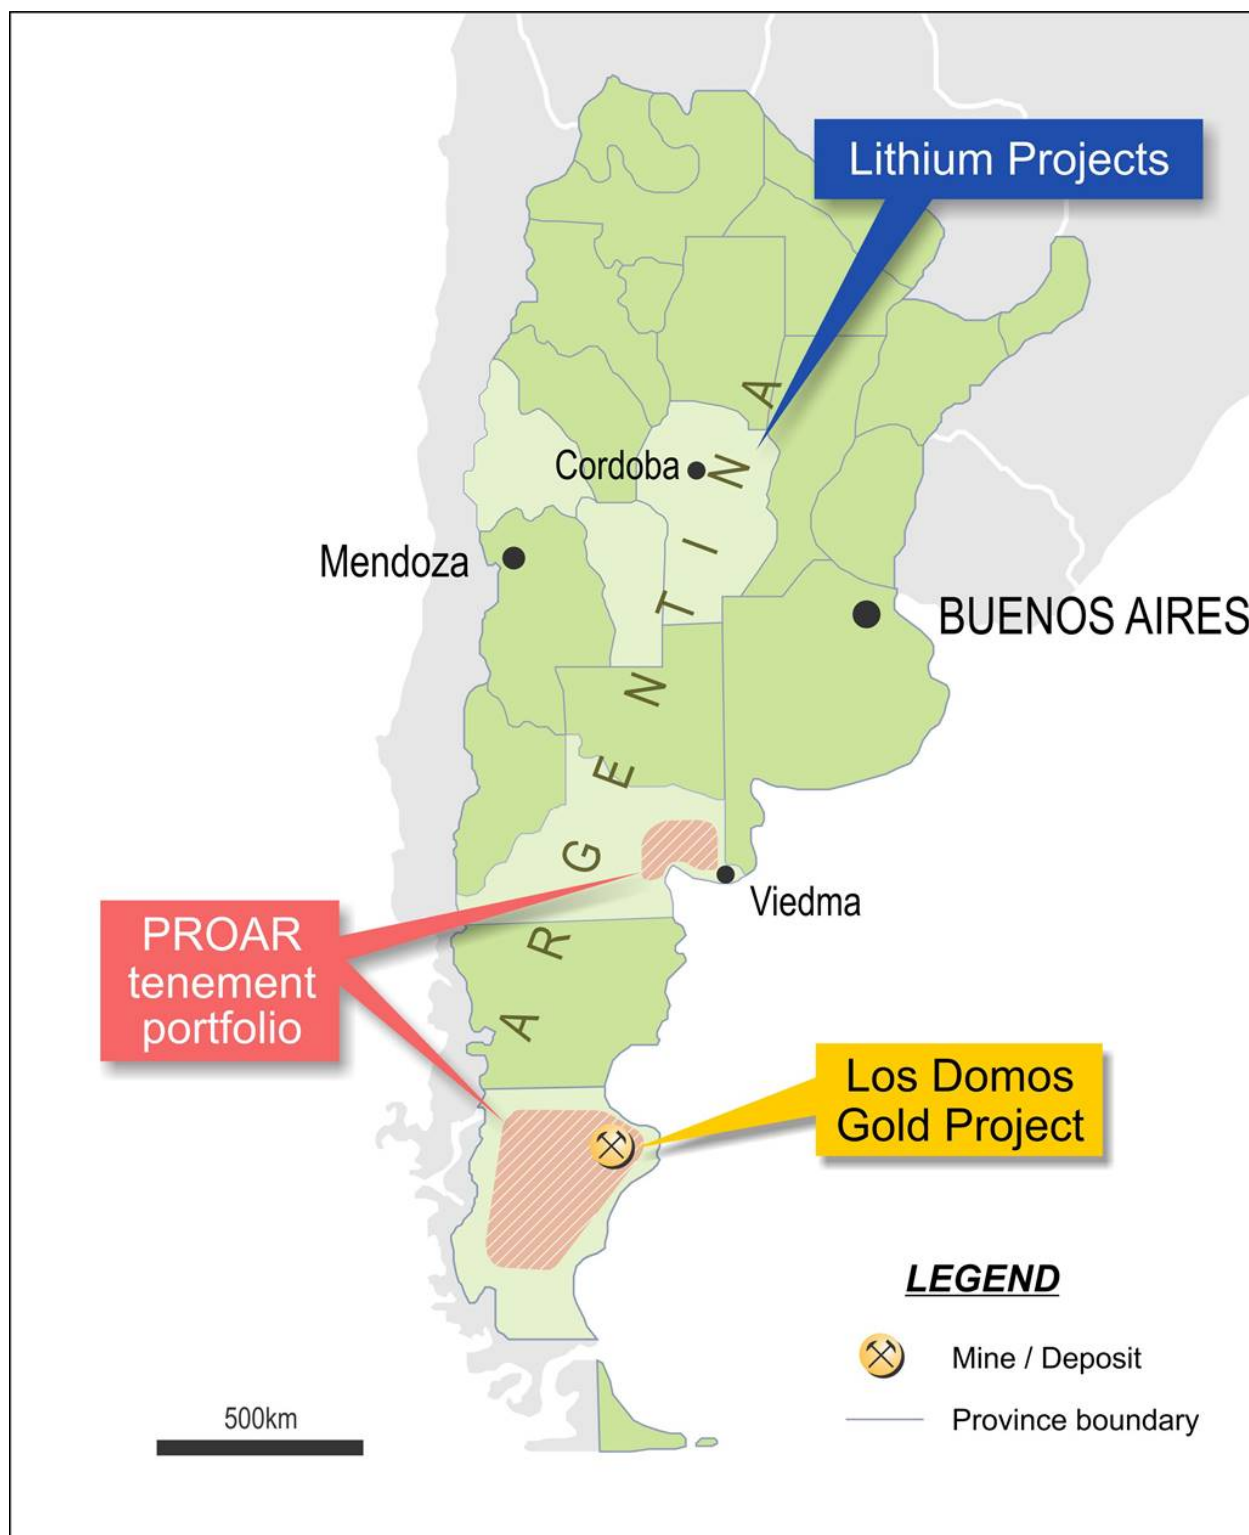 Lithium Projects
Cordoba
Mendoza
BUENOS AIRES
ARGENTINA
Viedma
PROAR
tenement
portfolio
Los Domos
Gold Project
LEGEND
Mine / Deposit
Province boundary
500km